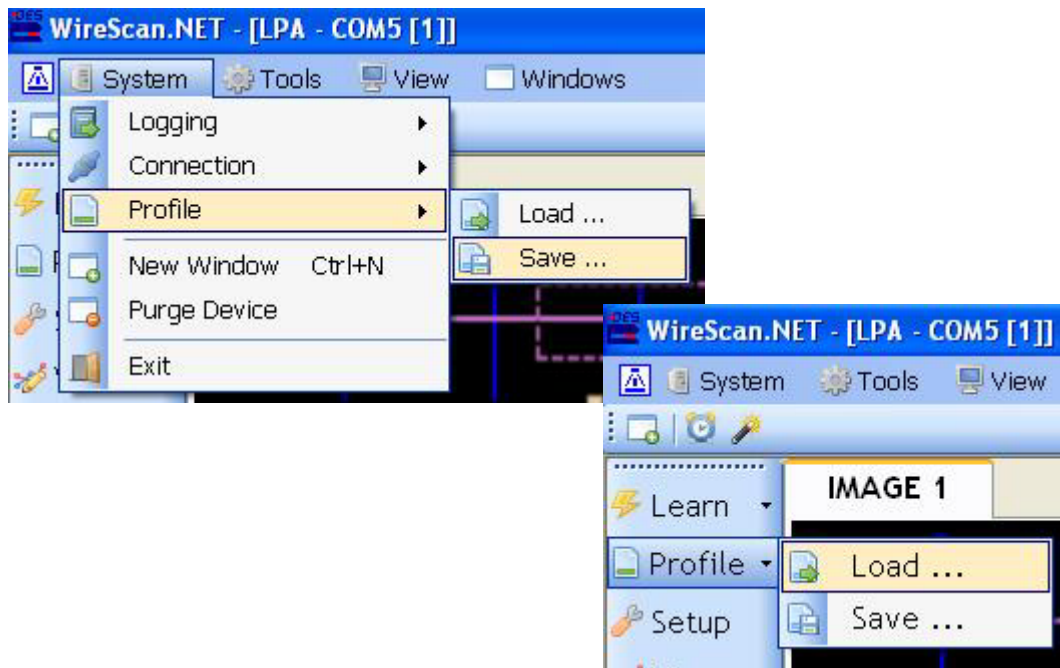 WireScan.NET - [LPA - COM5 [1]]
System Tools View Windows
Logging
Connection
Profile
Load ...
Save ...
New Window Ctrl+N
Purge Device
Exit
WireScan.NET - [LPA - COM5 [1]]
System Tools View
Learn
IMAGE 1
Profile
Load ...
Save ...
Setup